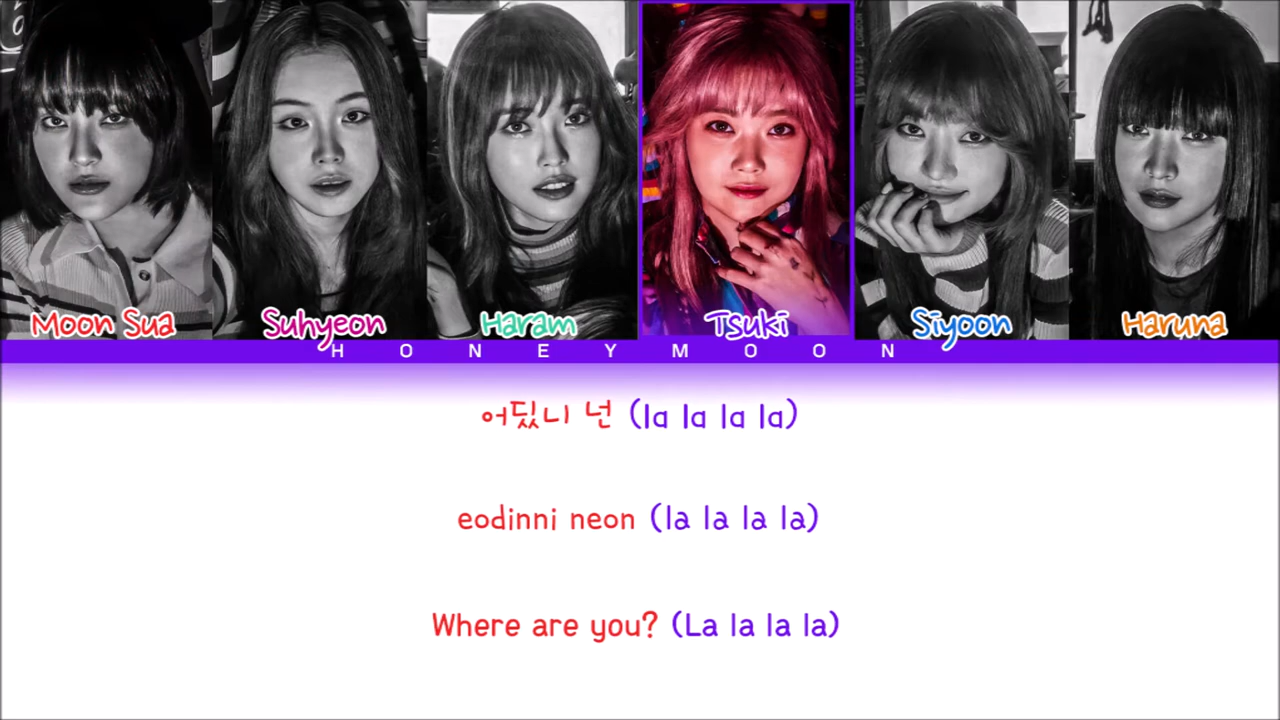 Moon Sua Suhyeon Haram Tsuki Siyoon Haruna
HONEYMOON
어딨니 넌 (la la la la)
eodinni neon (la la la la)
Where are you? (La la la la)